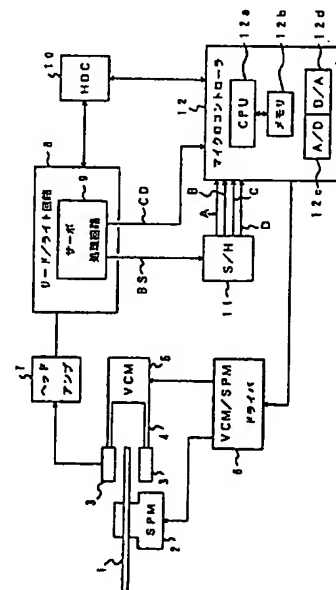 10
HDC
8
リード/ライト回路
9
サーボ
処理回路
CD
BS
7
ヘッド
アンプ
3
VCM
5
4
3
1
SPM
2
VCM/SPM
ドライバ
6
11
S/H
A
B
C
D
12
マイクロコントローラ
12a
CPU
12b
メモリ
12c
A/D
D/A
12d